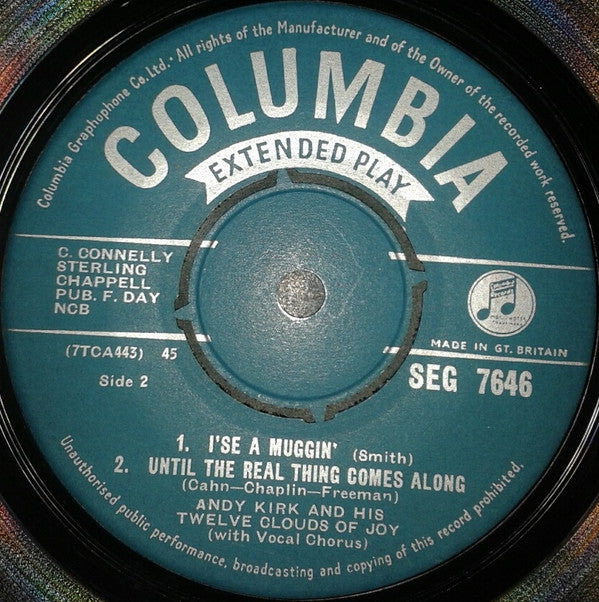 Columbia Graphophone Co. Ltd. · All rights of the Manufacturer and of the Owner of the recorded work reserved.
COLUMBIA
EXTENDED PLAY
C. CONNELLY
STERLING
CHAPPELL
PUB. F. DAY
NCB
MADE IN GT. BRITAIN
(7TCA443) 45
SEG 7646
Side 2
1. I'SE A MUGGIN' (Smith)
2. UNTIL THE REAL THING COMES ALONG
(Cahn—Chaplin—Freeman)
ANDY KIRK AND HIS
TWELVE CLOUDS OF JOY
(with Vocal Chorus)
Unauthorised public performance, broadcasting and copying of this record prohibited.